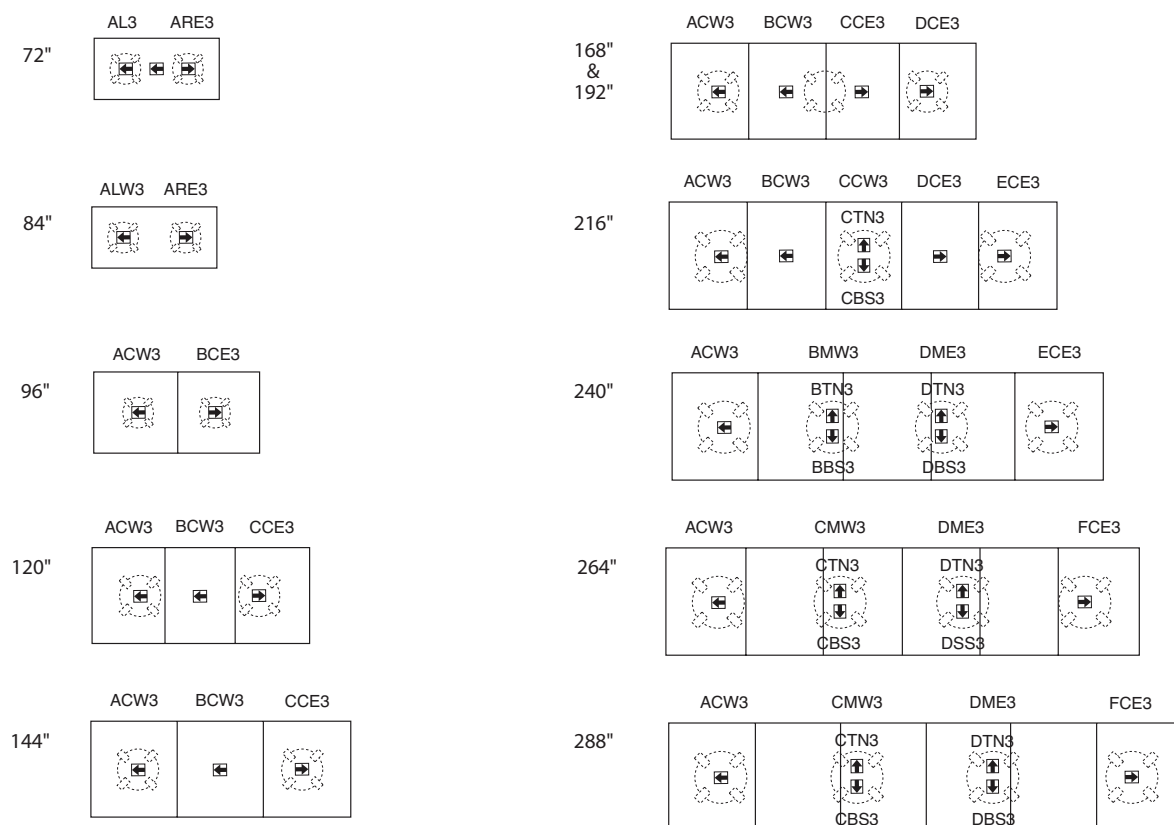 AL3 ARE3
72"
ALW3 ARE3
84"
ACW3 BCE3
96"
ACW3 BCW3 CCE3
120"
ACW3 BCW3 CCE3
144"
ACW3 BCW3 CCE3 DCE3
168"
&
192"
ACW3 BCW3 CCW3 DCE3 ECE3
216"
CTN3
CBS3
ACW3 BMW3 DME3 ECE3
240"
BTN3 DTN3
BBS3 DBS3
ACW3 CMW3 DME3 FCE3
264"
CTN3 DTN3
CBS3 DSS3
ACW3 CMW3 DME3 FCE3
288"
CTN3 DTN3
CBS3 DBS3